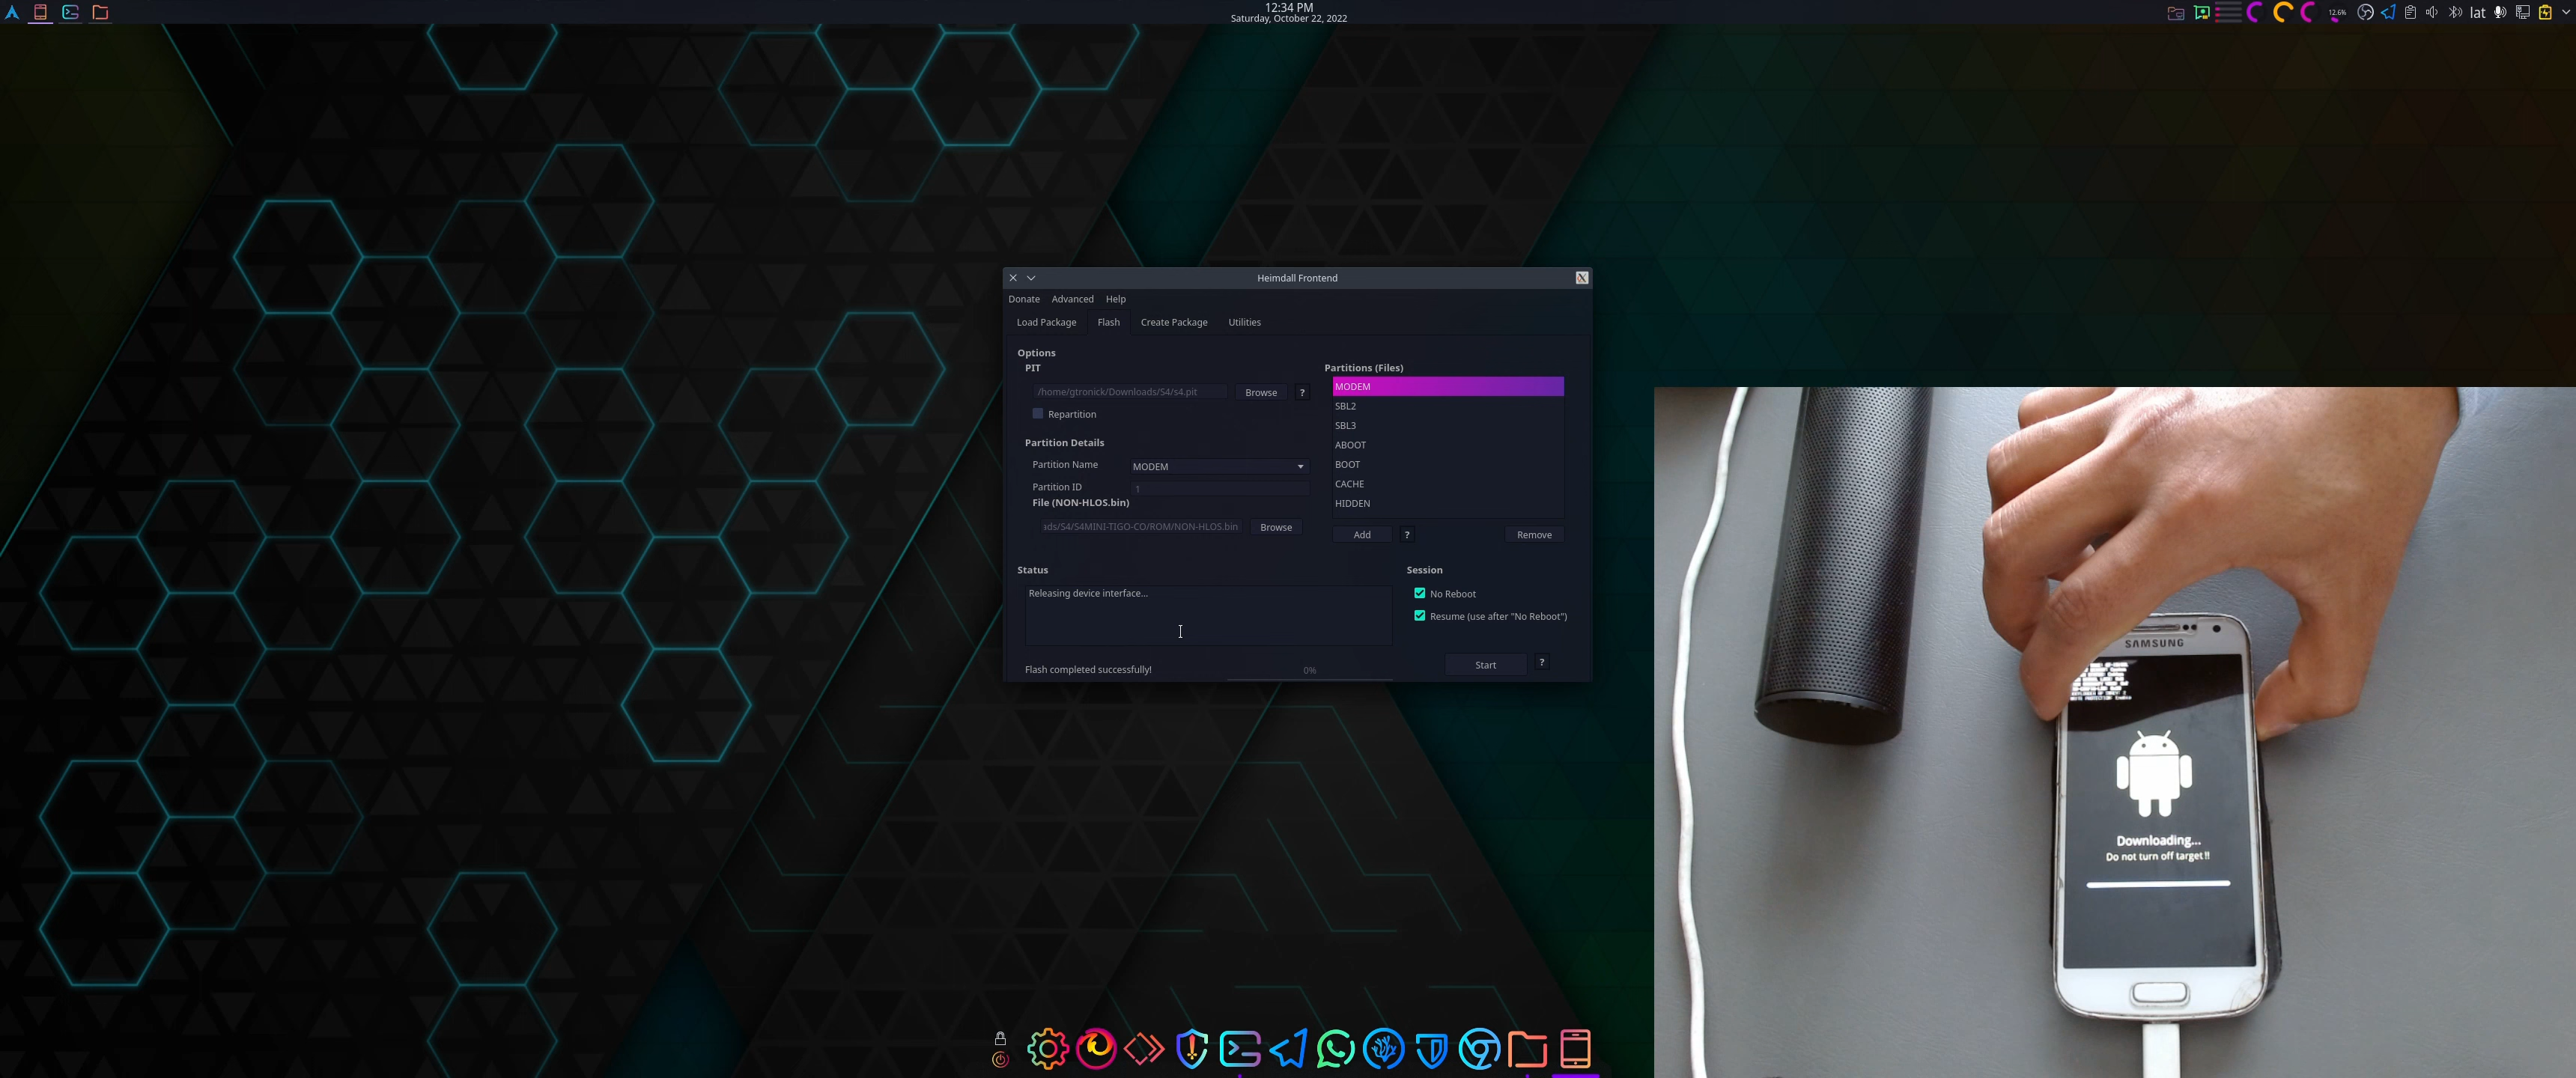 12:34 PM
Saturday, October 22, 2022
12.6%
lat
Heimdall Frontend
Donate Advanced Help
Load Package Flash Create Package Utilities
Options
PIT
/home/gtronick/Downloads/S4/s4.pit Browse ?
Repartition
Partition Details
Partition Name MODEM
Partition ID 1
File (NON-HLOS.bin)
sds/S4/S4MINI-TIGO-CO/ROM/NON-HLOS.bin Browse
Partitions (Files)
MODEM
SBL2
SBL3
ABOOT
BOOT
CACHE
HIDDEN
Add ? Remove
Status
Releasing device interface...
Flash completed successfully! 0%
Session
No Reboot
Resume (use after "No Reboot")
Start ?
SAMSUNG
Downloading...
Do not turn off target !!